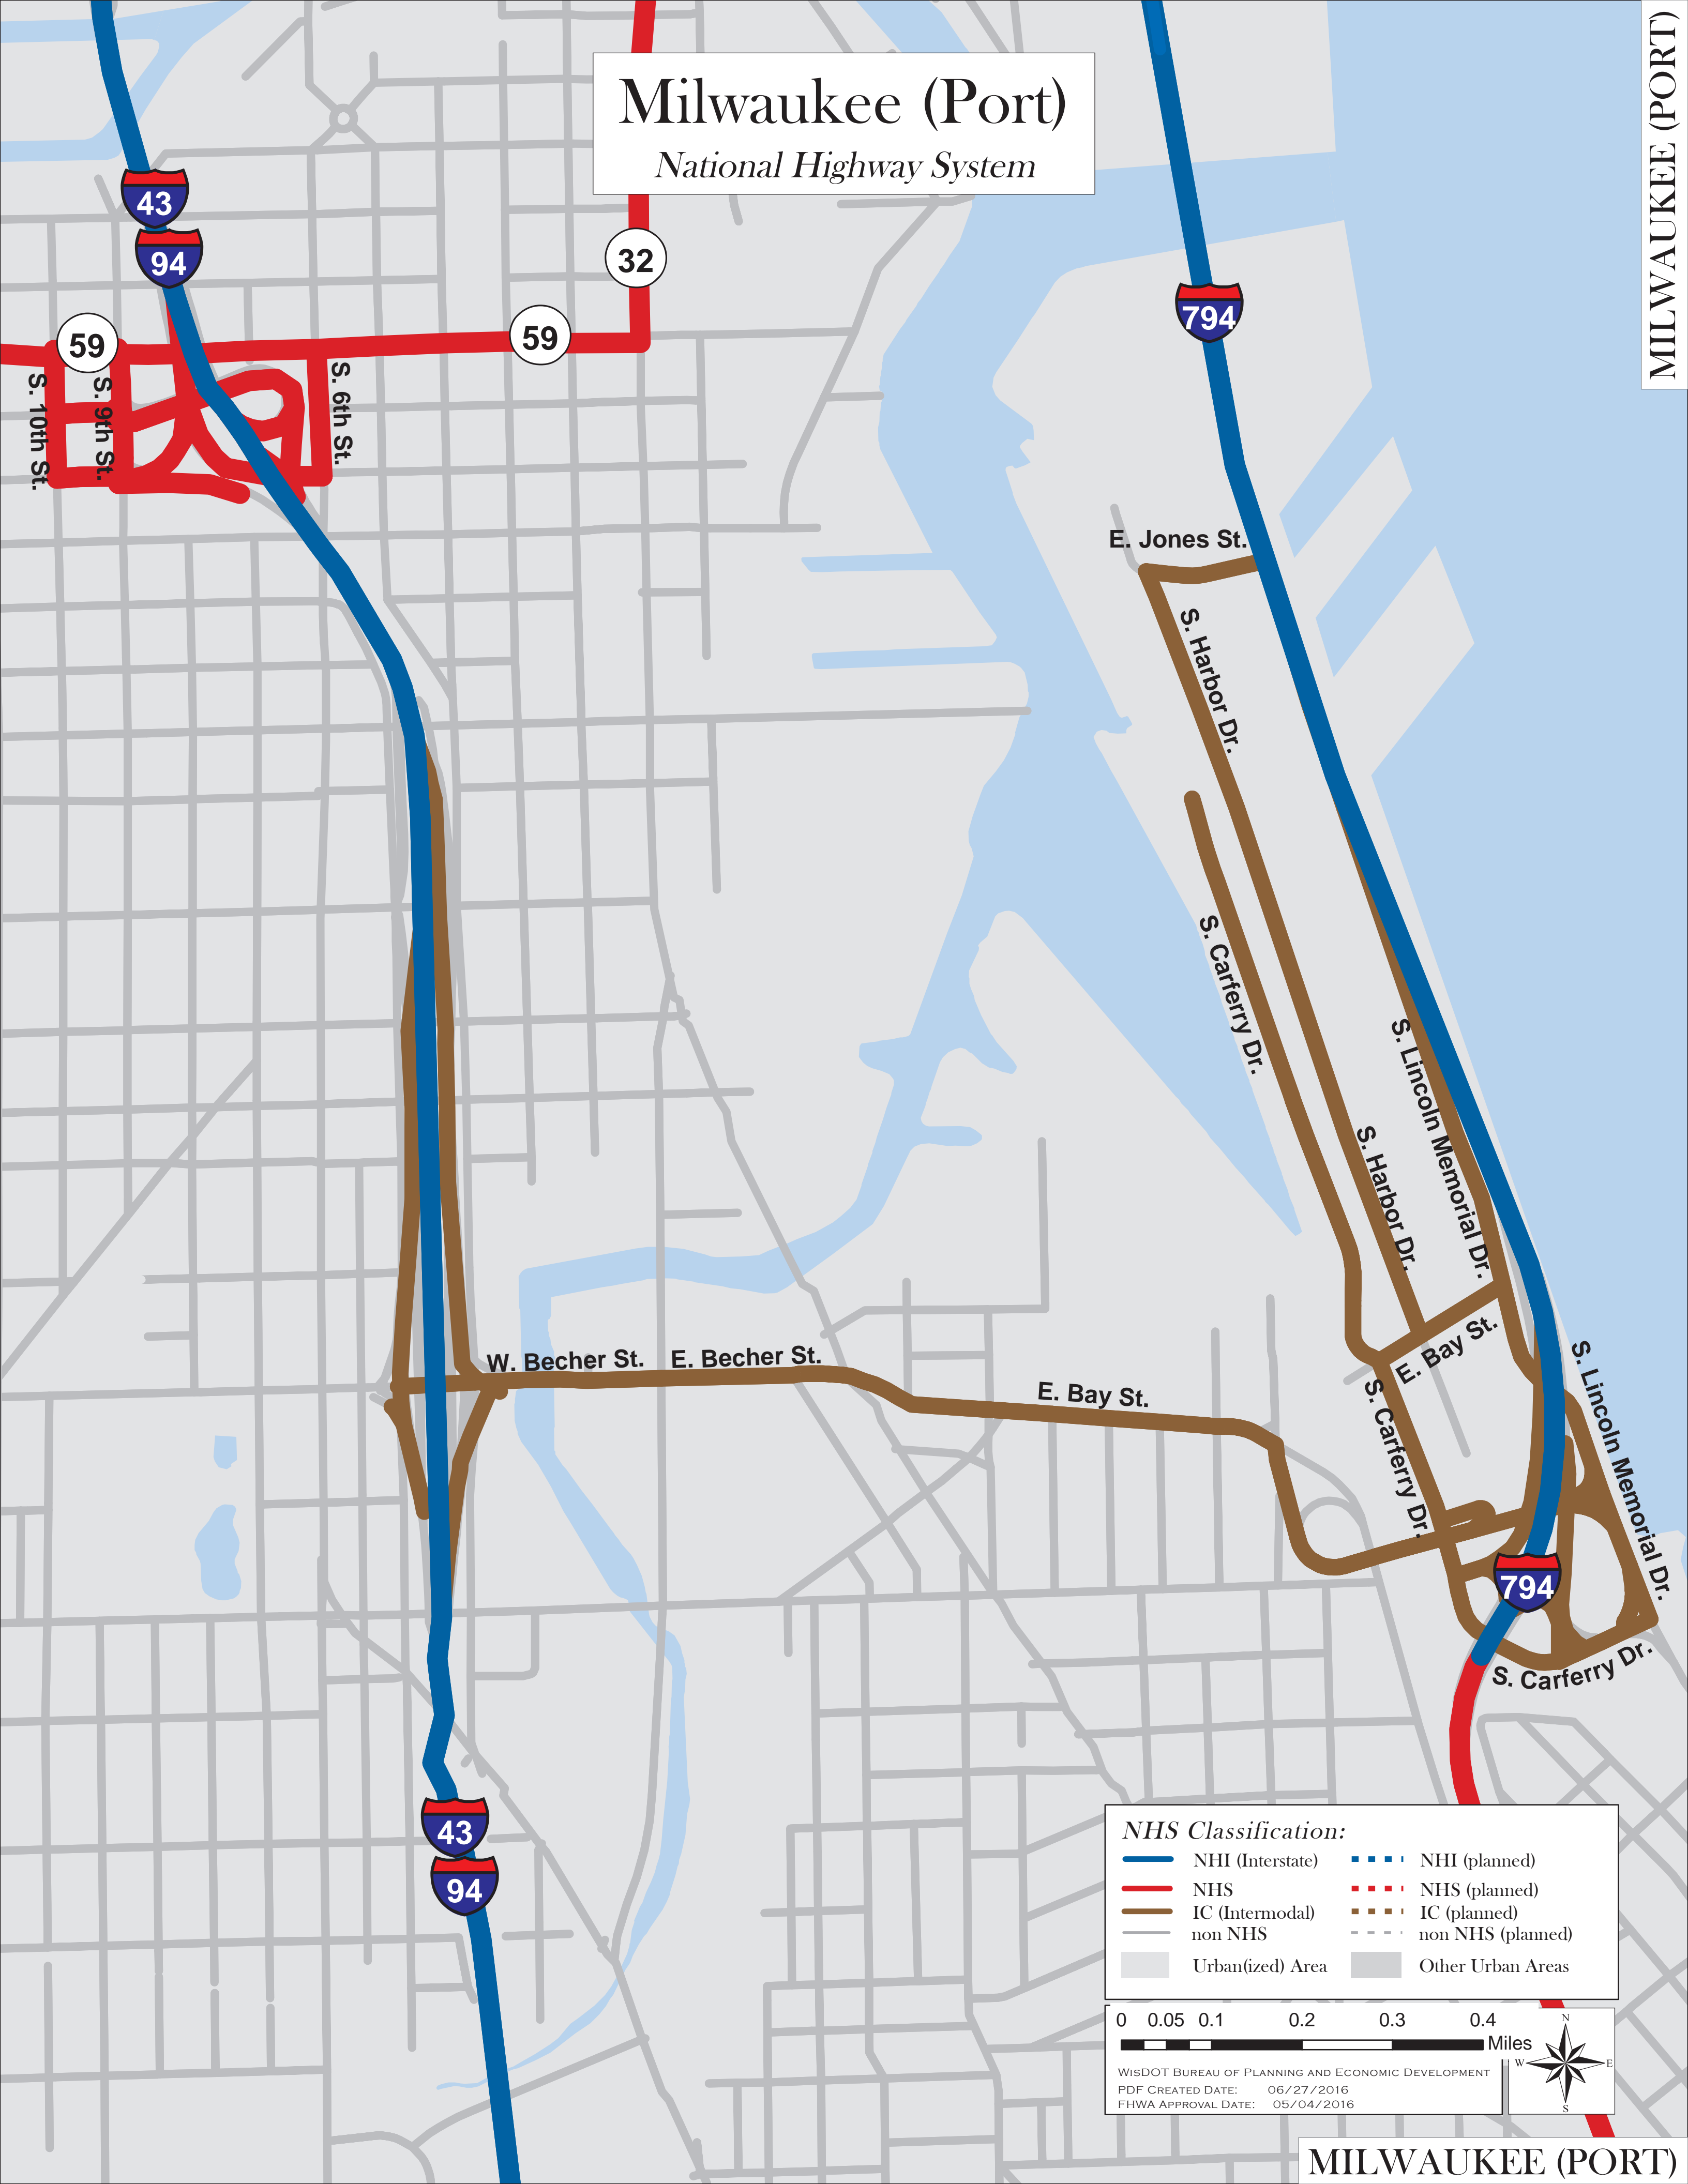 Milwaukee (Port)
National Highway System
MILWAUKEE (PORT)
43
94
32
59
59
794
S. 10th St.
S. 9th St.
S. 6th St.
E. Jones St.
S. Harbor Dr.
S. Carferry Dr.
S. Lincoln Memorial Dr.
S. Harbor Dr.
W. Becher St.
E. Becher St.
E. Bay St.
E. Bay St.
S. Carferry Dr.
S. Lincoln Memorial Dr.
794
S. Carferry Dr.
43
94
NHS Classification:
NHI (Interstate)
NHI (planned)
NHS
NHS (planned)
IC (Intermodal)
IC (planned)
non NHS
non NHS (planned)
Urban(ized) Area
Other Urban Areas
0 0.05 0.1 0.2 0.3 0.4
Miles
WisDOT Bureau of Planning and Economic Development
PDF Created Date: 06/27/2016
FHWA Approval Date: 05/04/2016
N
W
E
S
MILWAUKEE (PORT)